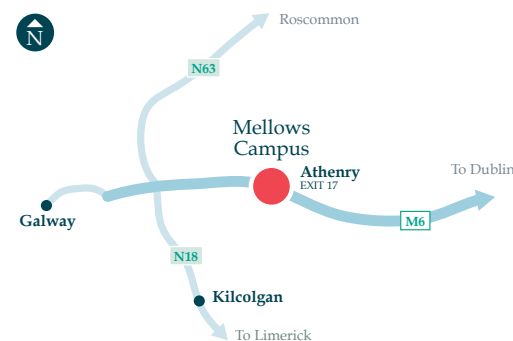 Roscommon
N
N63
Mellows
Campus
Athenry
EXIT 17
To Dublin
Galway
M6
N18
Kilcolgan
To Limerick